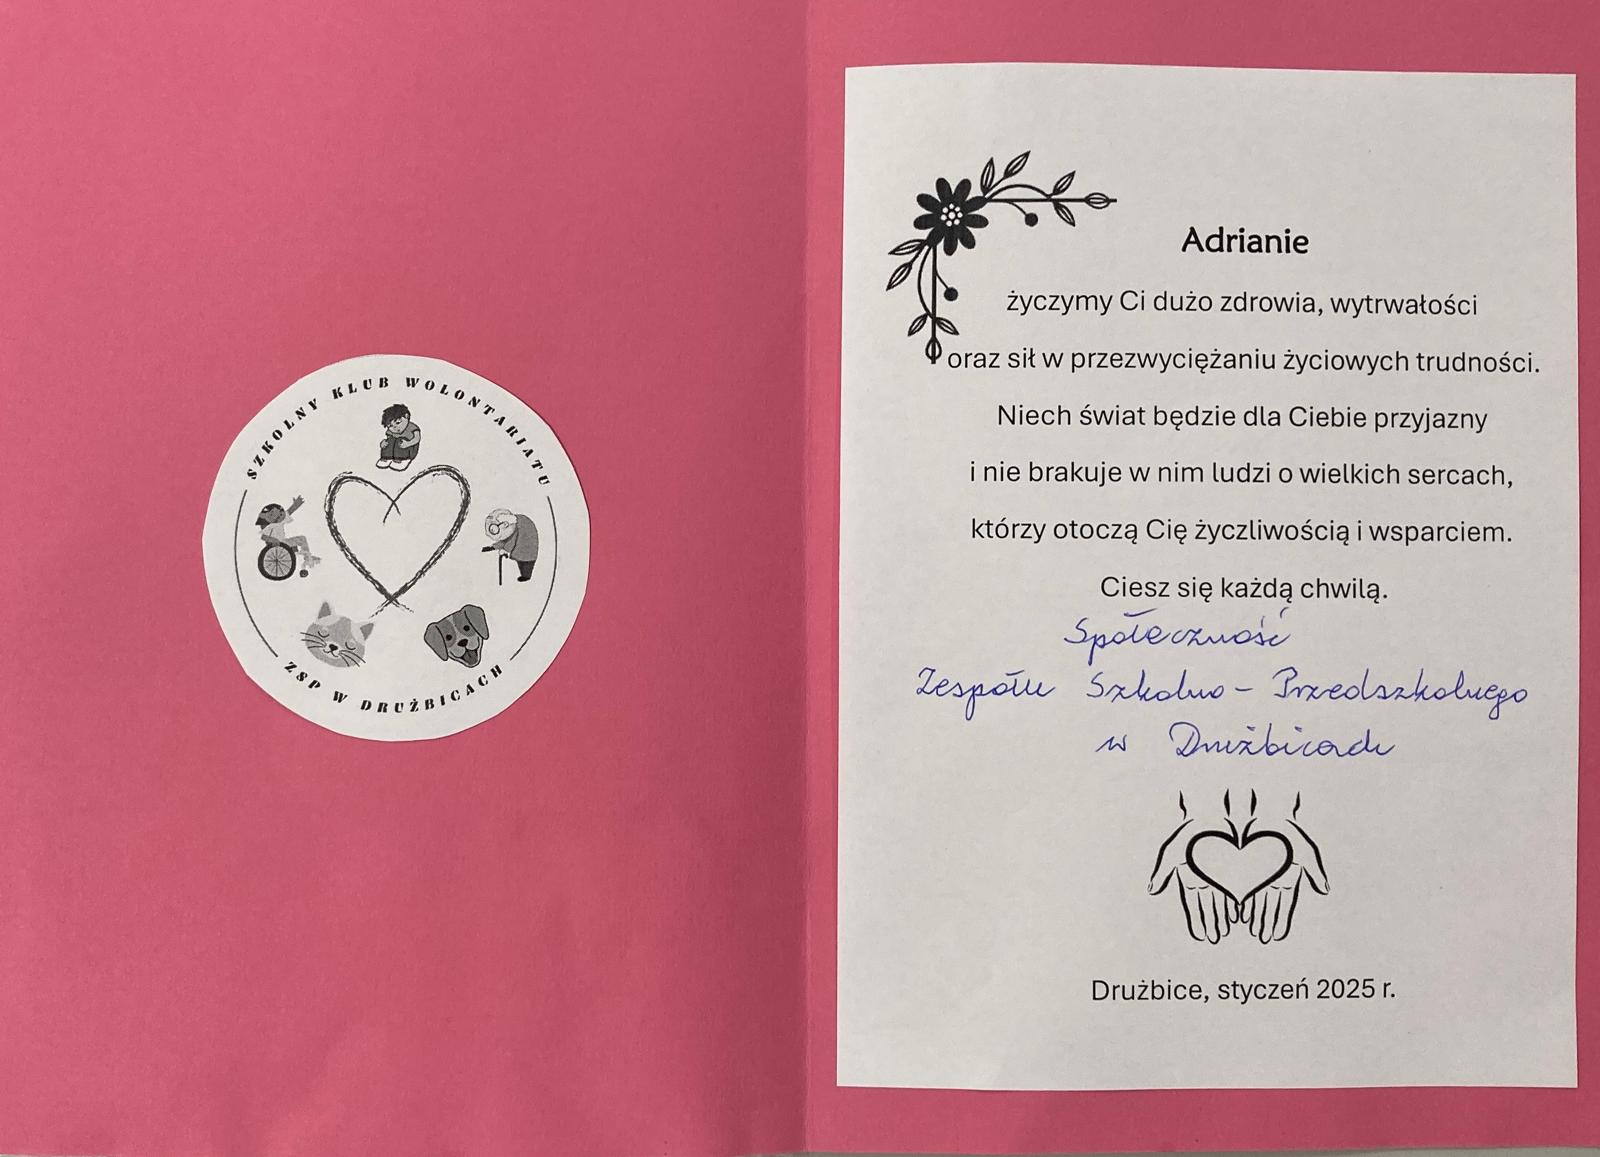 SZKOLNY KLUB WOLONTARIATU
ZSP W DRUŻBICACH
Adrianie
życzymy Ci dużo zdrowia, wytrwałości
oraz sił w przezwyciężaniu życiowych trudności.
Niech świat będzie dla Ciebie przyjazny
i nie brakuje w nim ludzi o wielkich sercach,
którzy otoczą Cię życzliwością i wsparciem.
Ciesz się każdą chwilą.
Społeczność
Zespołu Szkolno-Przedszkolnego
w Drużbicach
Drużbice, styczeń 2025 r.